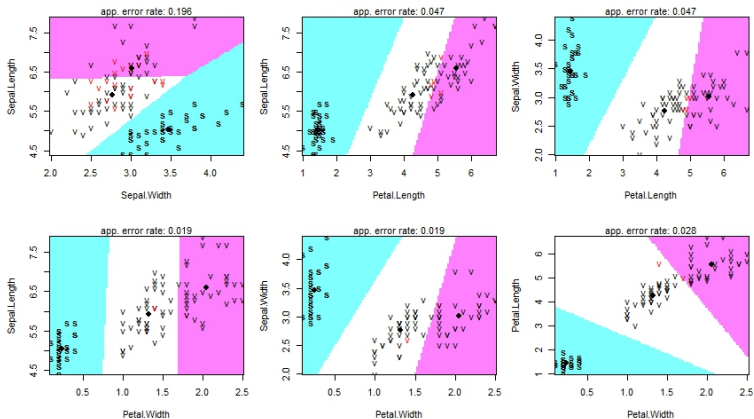 app. error rate: 0.196
app. error rate: 0.047
app. error rate: 0.047
Sepal.Length
4.5 5.5 6.5 7.5
2.0 2.5 3.0 3.5 4.0
Sepal.Width
Sepal.Length
4.5 5.5 6.5 7.5
1 2 3 4 5 6
Petal.Length
Sepal.Width
2.0 2.5 3.0 3.5 4.0
1 2 3 4 5 6
Petal.Length
app. error rate: 0.019
app. error rate: 0.019
app. error rate: 0.028
Sepal.Length
4.5 5.5 6.5 7.5
0.5 1.0 1.5 2.0 2.5
Petal.Width
Sepal.Width
2.0 2.5 3.0 3.5 4.0
0.5 1.0 1.5 2.0 2.5
Petal.Width
Petal.Length
1 2 3 4 5 6
0.5 1.0 1.5 2.0 2.5
Petal.Width